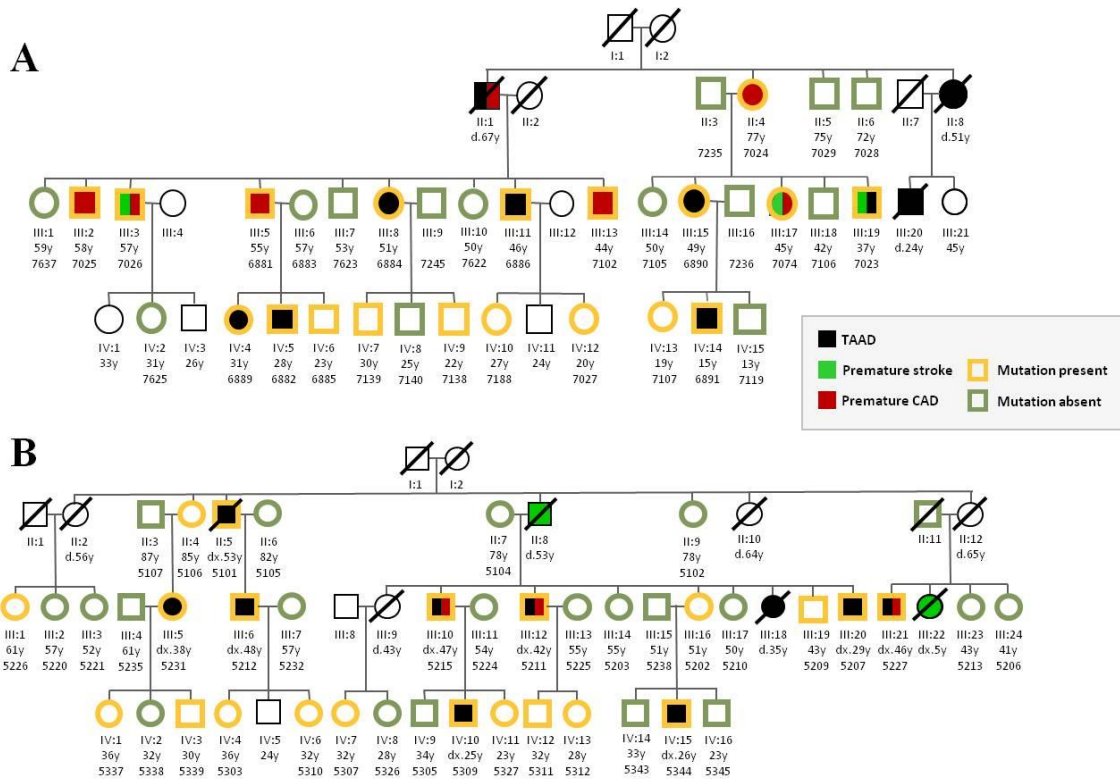 A
I:1 I:2
II:1 II:2 II:3 II:4 II:5 II:6 II:7 II:8
d.67y 77y 75y 72y d.51y
7235 7024 7029 7028
III:1 III:2 III:3 III:4 III:5 III:6 III:7 III:8 III:9 III:10 III:11 III:12 III:13 III:14 III:15 III:16 III:17 III:18 III:19 III:20 III:21
59y 58y 57y 55y 57y 53y 51y 50y 46y 44y 50y 49y 45y 42y 37y d.24y 45y
7637 7025 7026 6881 6883 7623 6884 7245 7622 6886 7102 7105 6890 7236 7074 7106 7023
IV:1 IV:2 IV:3 IV:4 IV:5 IV:6 IV:7 IV:8 IV:9 IV:10 IV:11 IV:12 IV:13 IV:14 IV:15
33y 31y 26y 31y 28y 23y 30y 25y 22y 27y 24y 20y 19y 15y 13y
7625 6889 6882 6885 7139 7140 7138 7188 7027 7107 6891 7119
TAAD
Premature stroke Mutation present
Premature CAD Mutation absent
B
I:1 I:2
II:1 II:2 II:3 II:4 II:5 II:6 II:7 II:8 II:9 II:10 II:11 II:12
d.56y 87y 85y dx.53y 82y 78y d.53y 78y d.64y d.65y
5107 5106 5101 5105 5104 5102
III:1 III:2 III:3 III:4 III:5 III:6 III:7 III:8 III:9 III:10 III:11 III:12 III:13 III:14 III:15 III:16 III:17 III:18 III:19 III:20 III:21 III:22 III:23 III:24
61y 57y 52y 61y dx.38y dx.48y 57y d.43y dx.47y 54y dx.42y 55y 55y 51y 51y 50y d.35y 43y dx.29y dx.46y dx.5y 43y 41y
5226 5220 5221 5235 5231 5212 5232 5215 5224 5211 5225 5203 5238 5202 5210 5209 5207 5227 5213 5206
IV:1 IV:2 IV:3 IV:4 IV:5 IV:6 IV:7 IV:8 IV:9 IV:10 IV:11 IV:12 IV:13 IV:14 IV:15 IV:16
36y 32y 30y 36y 24y 32y 32y 28y 34y dx.25y 23y 32y 28y 33y dx.26y 23y
5337 5338 5339 5303 5310 5307 5326 5305 5309 5327 5311 5312 5343 5344 5345